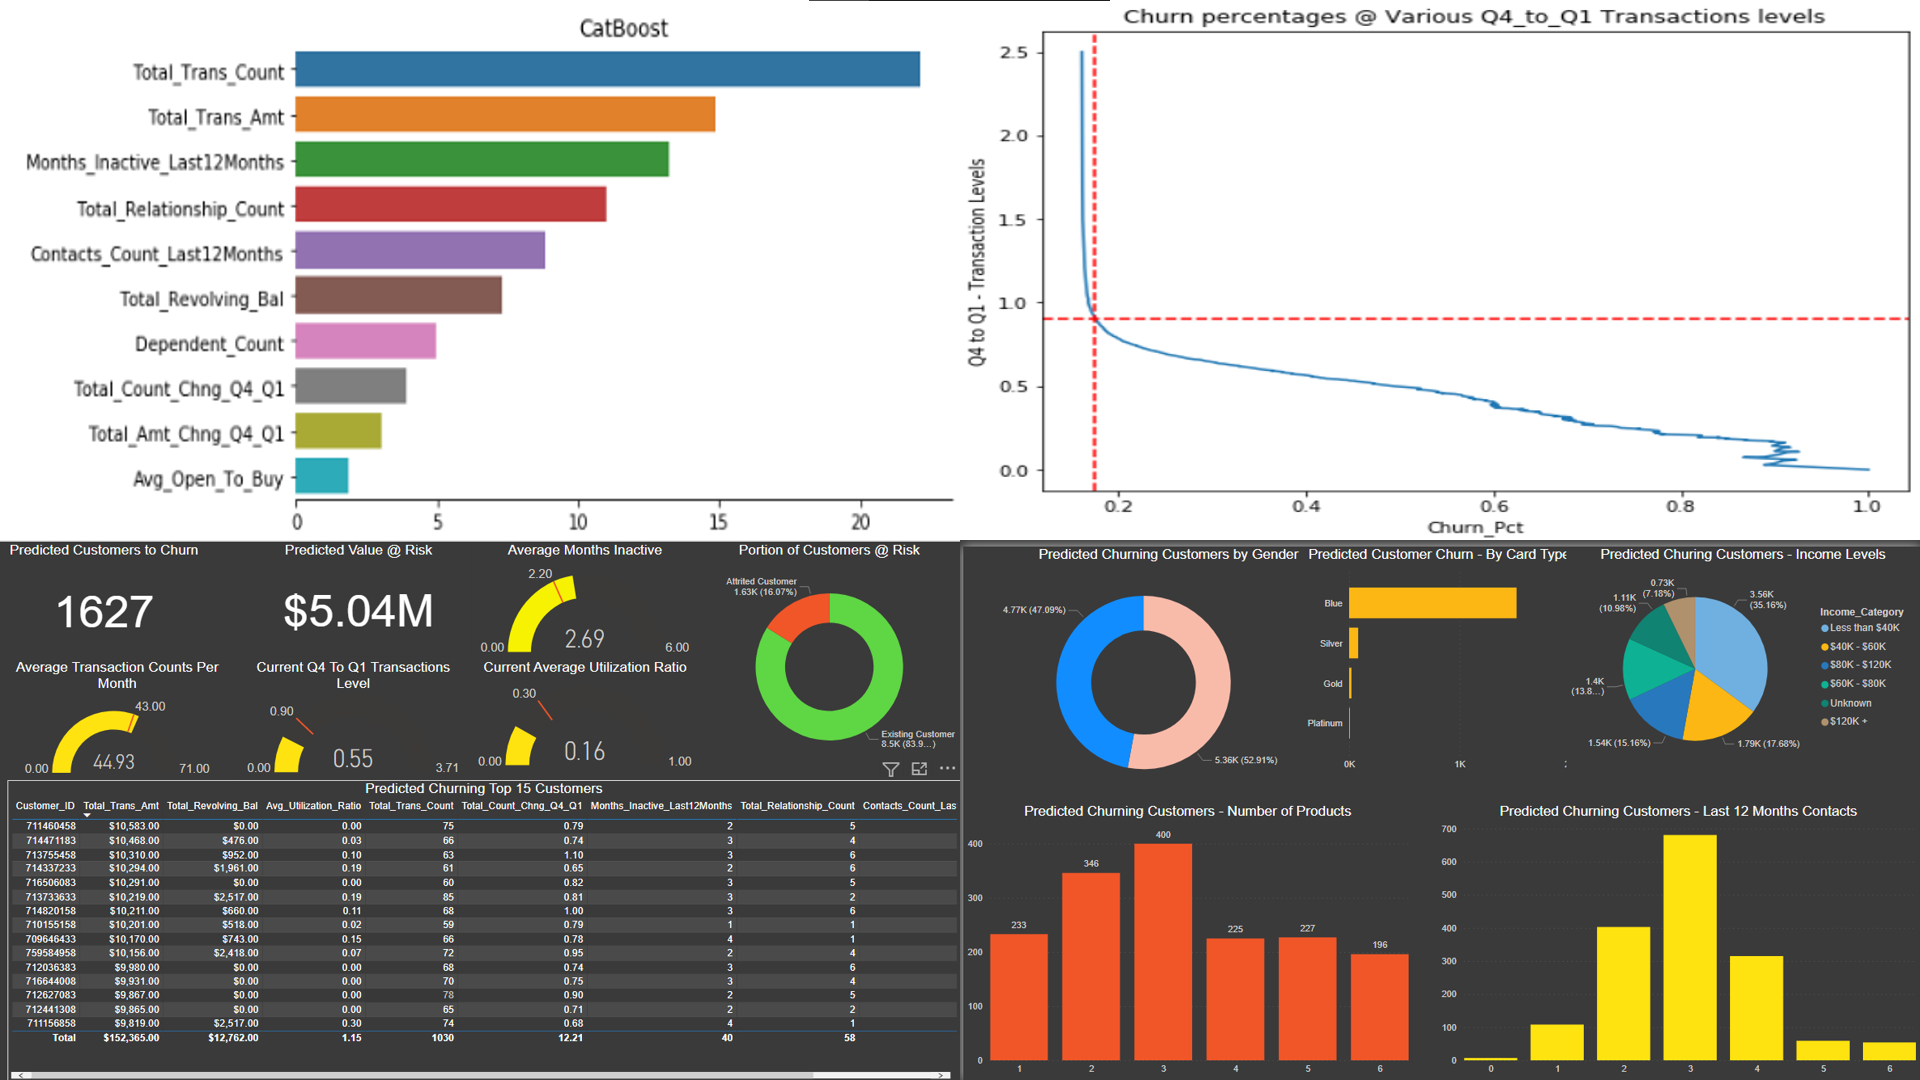 CatBoost
Total_Trans_Count
Total_Trans_Amt
Months_Inactive_Last12Months
Total_Relationship_Count
Contacts_Count_Last12Months
Total_Revolving_Bal
Dependent_Count
Total_Count_Chng_Q4_Q1
Total_Amt_Chng_Q4_Q1
Avg_Open_To_Buy
0 5 10 15 20
Churn percentages @ Various Q4_to_Q1 Transactions levels
Q4 to Q1 - Transaction Levels
2.5
2.0
1.5
1.0
0.5
0.0
0.2 0.4 0.6 0.8 1.0
Churn_Pct
Predicted Customers to Churn
1627
Predicted Value @ Risk
$5.04M
Average Months Inactive
2.20
0.00 2.69 6.00
Average Transaction Counts Per
Month
43.00
0.00 44.93 71.00
Current Q4 To Q1 Transactions
Level
0.90
0.00 0.55 3.71
Current Average Utilization Ratio
0.30
0.00 0.16 1.00
Portion of Customers @ Risk
Attrited Customer
1.63K (16.07%)
Existing Customer
8.5K (83.9...)
Predicted Churning Top 15 Customers
Customer_ID Total_Trans_Amt Total_Revolving_Bal Avg_Utilization_Ratio Total_Trans_Count Total_Count_Chng_Q4_Q1 Months_Inactive_Last12Months Total_Relationship_Count Contacts_Count_Las
711460458 $10,583.00 $0.00 0.00 75 0.79 2 5
714471183 $10,468.00 $476.00 0.03 66 0.74 3 4
713755458 $10,310.00 $952.00 0.10 63 1.10 3 6
714337233 $10,294.00 $1,961.00 0.19 61 0.65 2 6
716506083 $10,291.00 $0.00 0.00 60 0.82 3 5
713733633 $10,219.00 $2,517.00 0.19 85 0.81 3 2
714820158 $10,211.00 $660.00 0.11 68 1.00 3 6
710155158 $10,201.00 $518.00 0.02 59 0.79 1 1
709646433 $10,170.00 $743.00 0.15 66 0.78 4 1
759584958 $10,156.00 $2,418.00 0.07 72 0.95 2 4
712036383 $9,980.00 $0.00 0.00 68 0.74 3 6
716644008 $9,931.00 $0.00 0.00 70 0.75 3 4
712627083 $9,867.00 $0.00 0.00 78 0.90 2 5
712441308 $9,865.00 $0.00 0.00 65 0.71 2 2
711156858 $9,819.00 $2,517.00 0.30 74 0.68 4 1
Total $152,365.00 $12,762.00 1.15 1030 12.21 40 58
Predicted Churning Customers by Gender
4.77K (47.09%)
5.36K (52.91%)
Predicted Customer Churn - By Card Type
Blue
Silver
Gold
Platinum
0K 1K
Predicted Churing Customers - Income Levels
0.73K
(7.18%)
1.11K
(10.98%)
3.56K
(35.16%)
1.4K
(13.8...)
1.54K (15.16%)
1.79K (17.68%)
Income_Category
Less than $40K
$40K - $60K
$80K - $120K
$60K - $80K
Unknown
$120K +
Predicted Churning Customers - Number of Products
400
300
200
100
0
233
346
400
225
227
196
1 2 3 4 5 6
Predicted Churning Customers - Last 12 Months Contacts
700
600
500
400
300
200
100
0
0 1 2 3 4 5 6